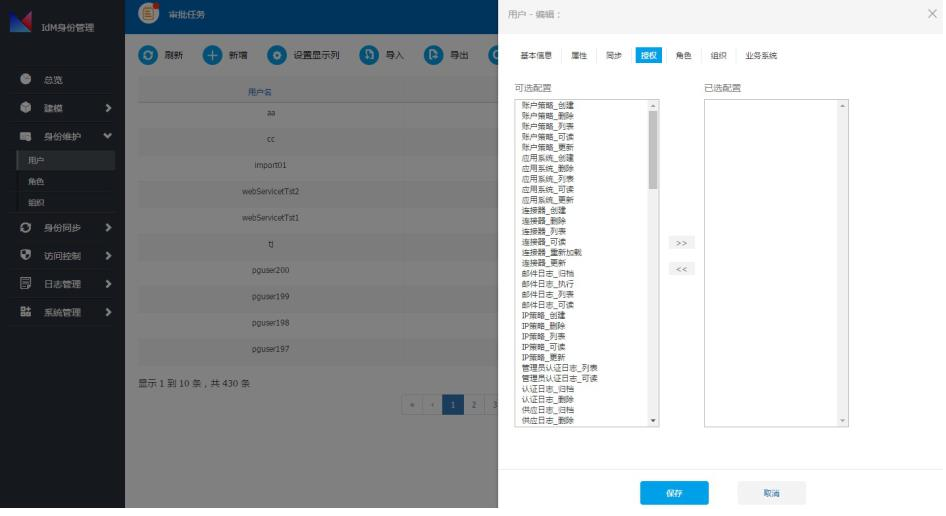 IdM身份管理
总览
建模
身份维护
用户
角色
组织
身份同步
访问控制
日志管理
系统管理
审批任务
刷新
新增
设置显示列
导入
导出
用户名
aa
cc
import01
webServicetTst2
webServicetTst1
tj
pguser200
pguser199
pguser198
pguser197
显示 1 到 10 条，共 430 条
« ‹ 1 2 3
用户 - 编辑：
基本信息 属性 同步 授权 角色 组织 业务系统
可选配置
账户策略_创建
账户策略_删除
账户策略_列表
账户策略_可读
账户策略_更新
应用系统_创建
应用系统_删除
应用系统_列表
应用系统_可读
应用系统_更新
连接器_创建
连接器_删除
连接器_列表
连接器_可读
连接器_重新加载
连接器_更新
邮件日志_归档
邮件日志_执行
邮件日志_列表
邮件日志_可读
IP策略_创建
IP策略_删除
IP策略_列表
IP策略_可读
IP策略_更新
管理员认证日志_列表
管理员认证日志_可读
认证日志_归档
认证日志_删除
供应日志_归档
供应日志_删除
>>
<<
已选配置
保存
取消